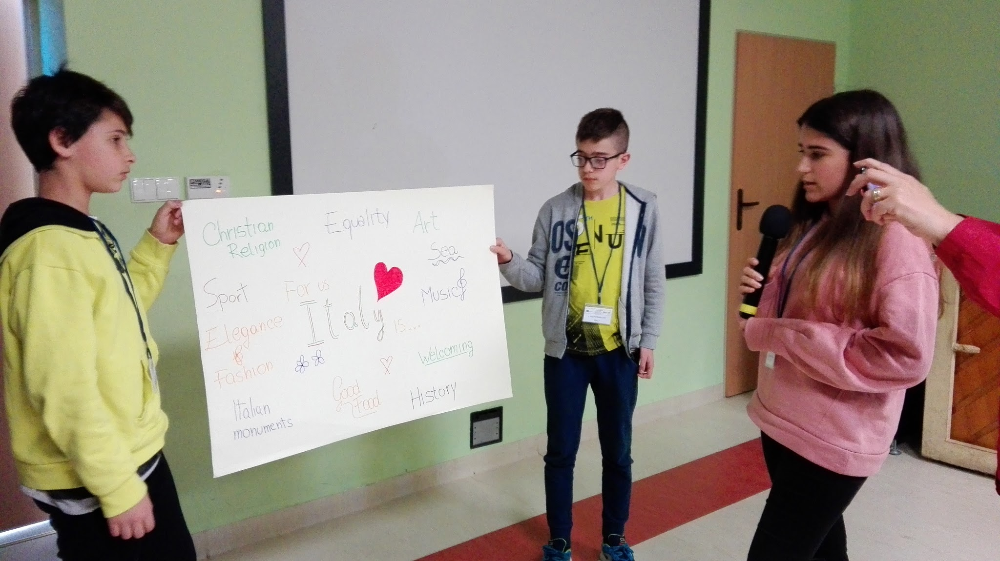 Christian
Religion
Equality
Art
Sea
Sport
For us
Italy is...
Music
Elegance
&
Fashion
Welcoming
Good
Food
History
Italian
monuments
OMEGA